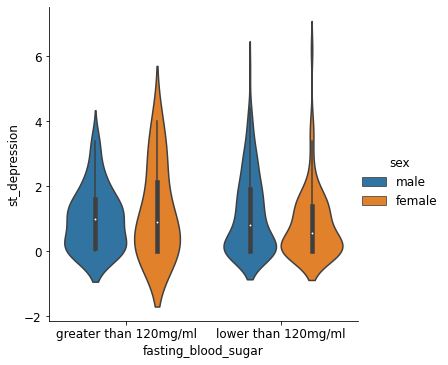 6
4
2
0
−2
st_depression
greater than 120mg/ml
lower than 120mg/ml
fasting_blood_sugar
sex
male
female